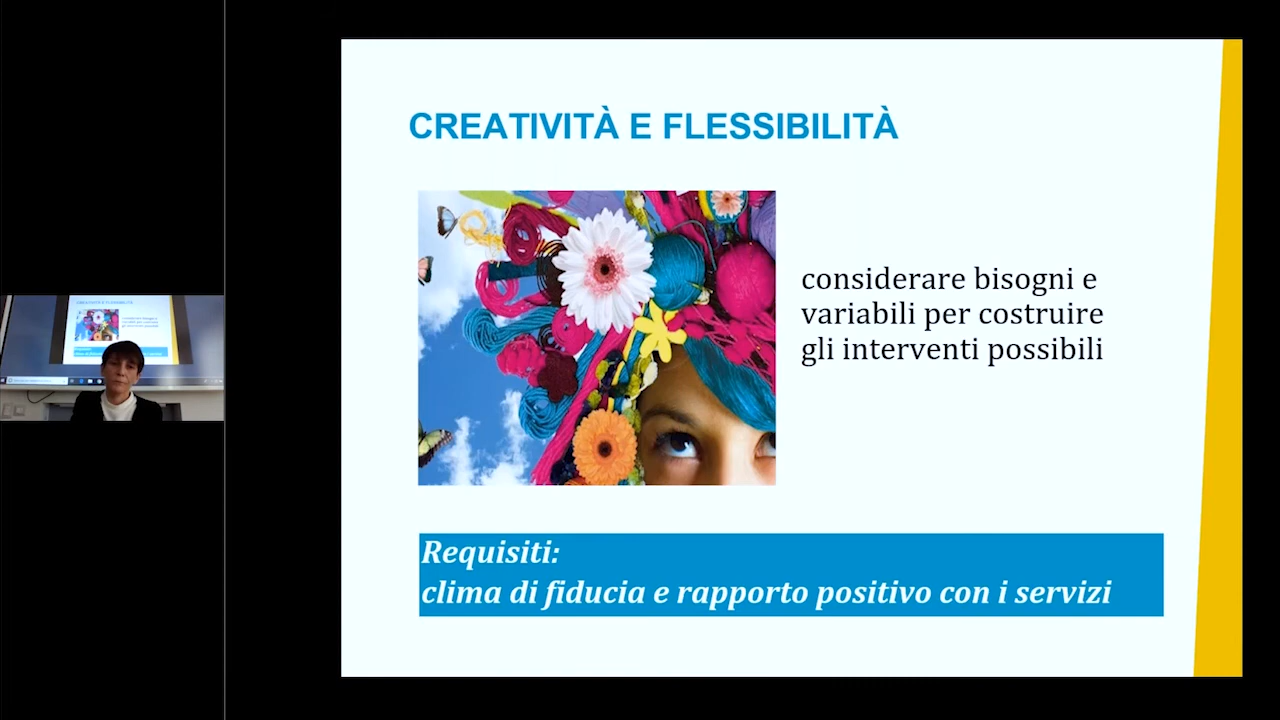 CREATIVITÀ E FLESSIBILITÀ
considerare bisogni e
variabili per costruire
gli interventi possibili
Requisiti:
clima di fiducia e rapporto positivo con i servizi